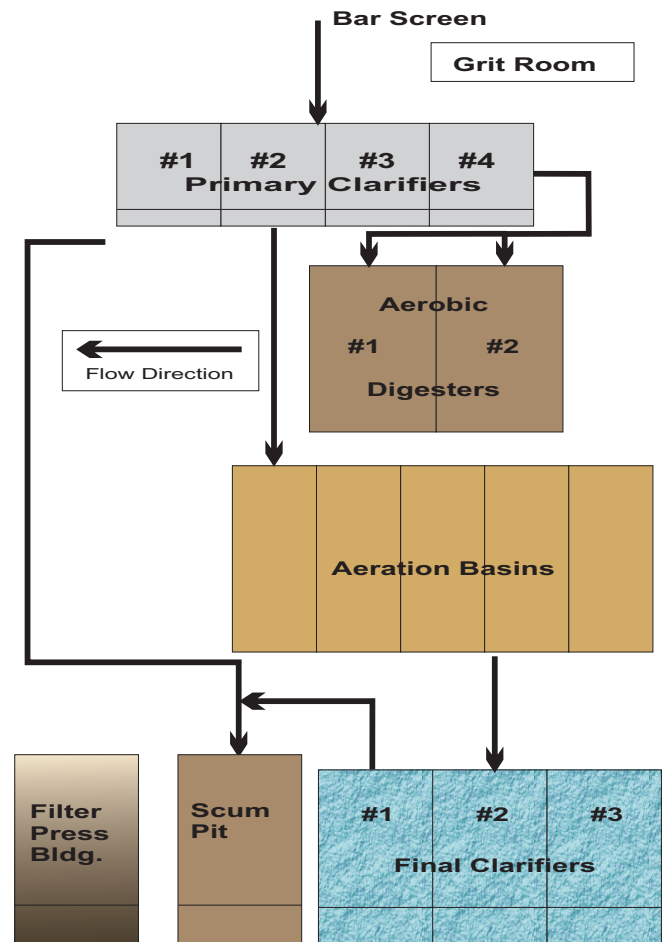 Bar Screen
Grit Room
#1 #2 #3 #4
Primary Clarifiers
Aerobic
#1 #2
Digesters
Flow Direction
Aeration Basins
Filter
Press
Bldg.
Scum
Pit
#1 #2 #3
Final Clarifiers